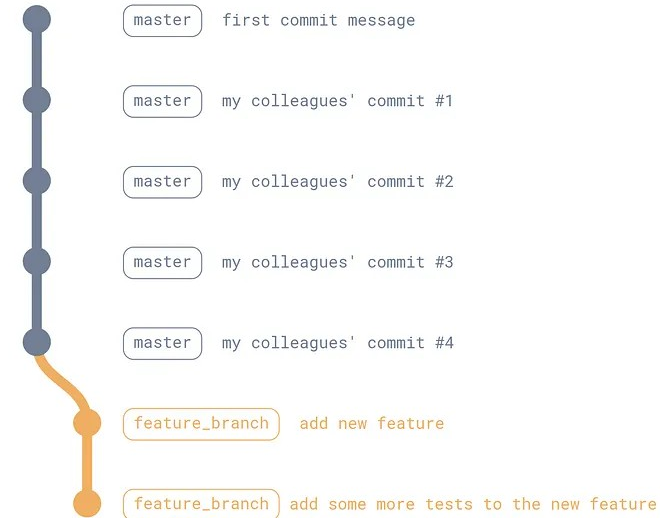 master first commit message
master my colleagues' commit #1
master my colleagues' commit #2
master my colleagues' commit #3
master my colleagues' commit #4
feature_branch add new feature
feature_branch add some more tests to the new feature